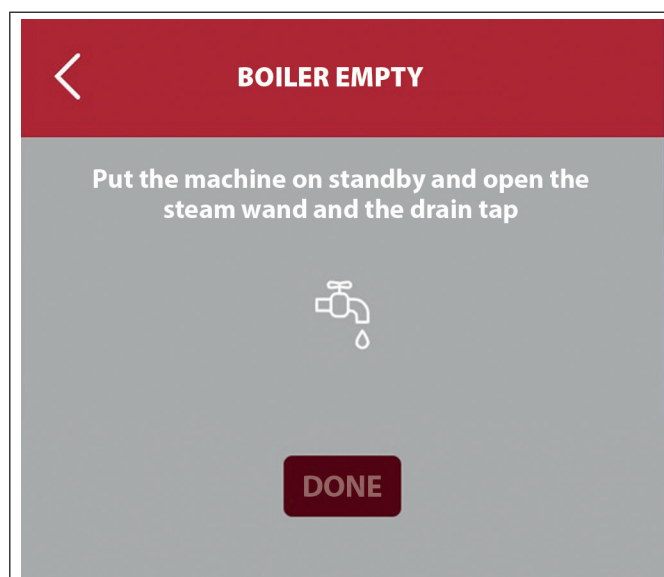 BOILER EMPTY
Put the machine on standby and open the
steam wand and the drain tap
DONE